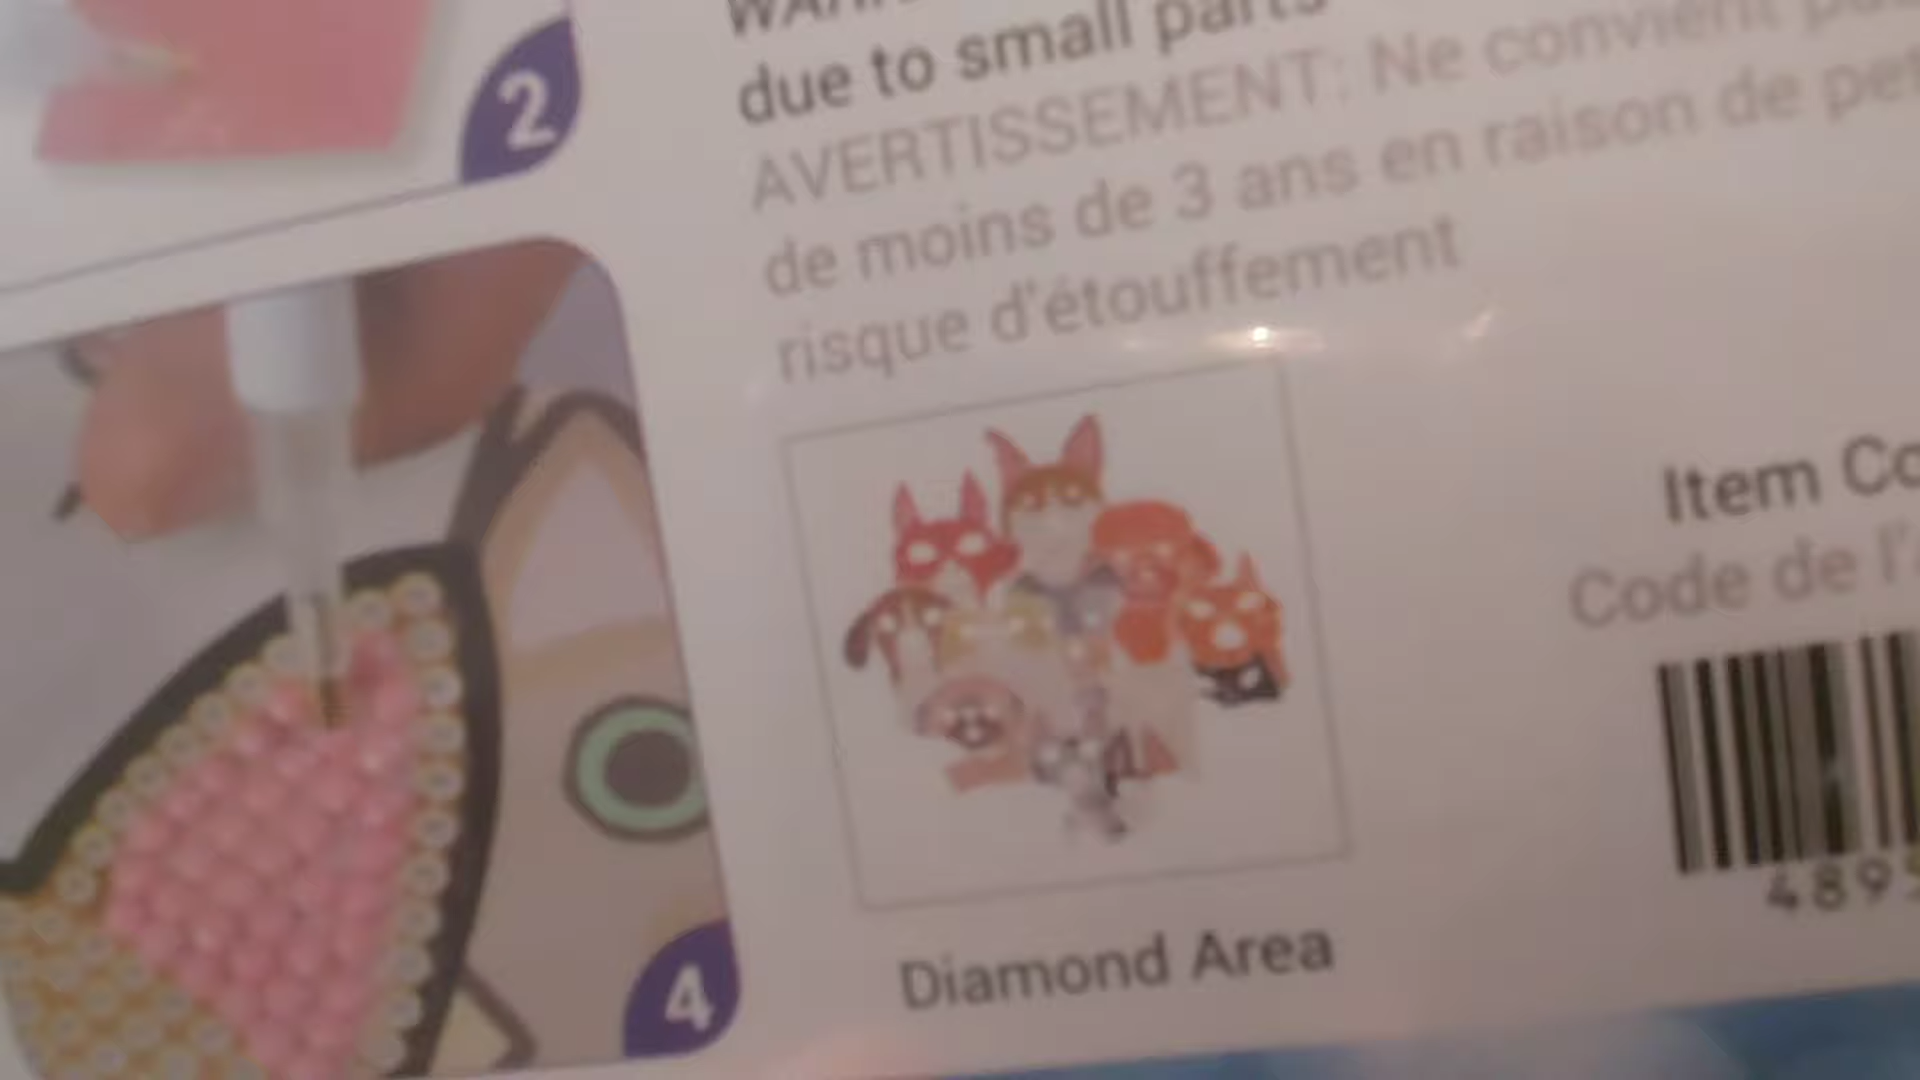 2
due to small parts
AVERTISSEMENT: Ne convient
de moins de 3 ans en raison de
risque d'étouffement
Item
Code de l'
489
4
Diamond Area